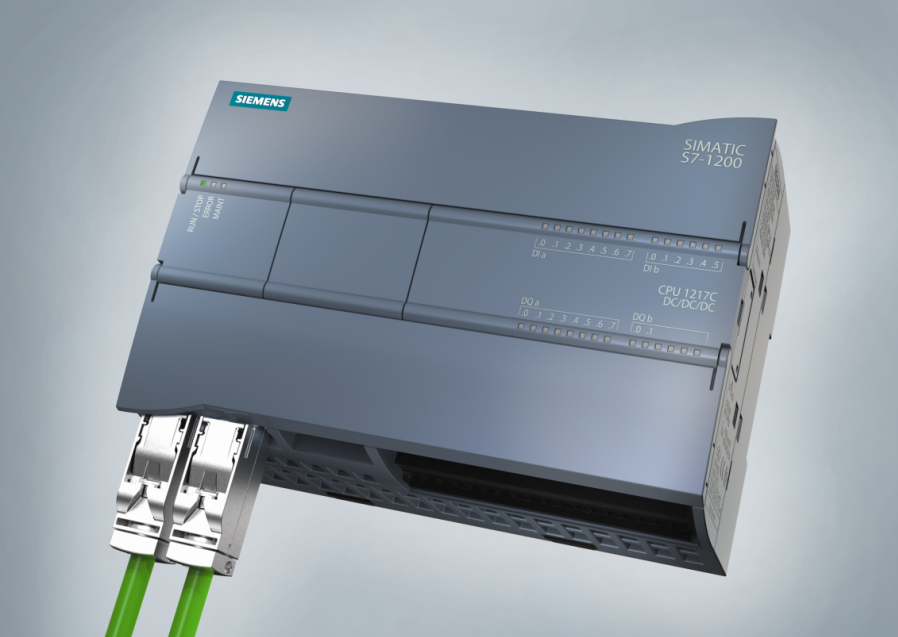 SIEMENS
SIMATIC
S7-1200
RUN / STOP
ERROR
MAINT
.0 .1 .2 .3 .4 .5 .6 .7
DI a
.0 .1 .2 .3 .4 .5
DI b
CPU 1217C
DC/DC/DC
DQ a
.0 .1 .2 .3 .4 .5 .6 .7
DQ b
.0 .1